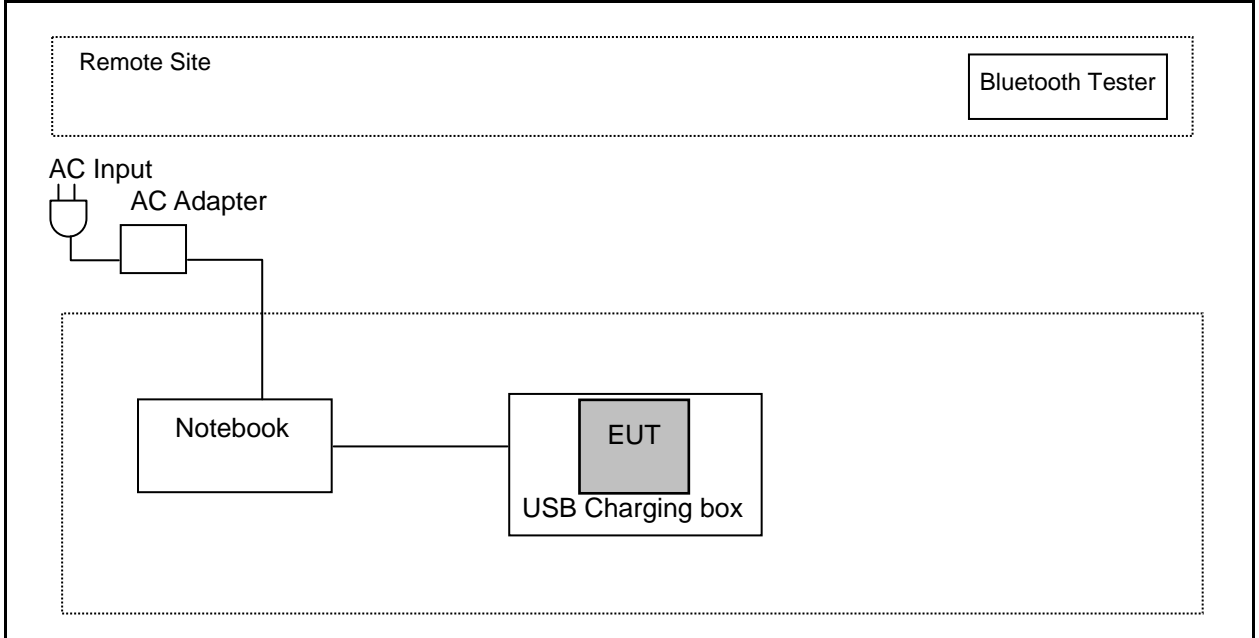 Remote Site
Bluetooth Tester
AC Input
AC Adapter
Notebook
EUT
USB Charging box